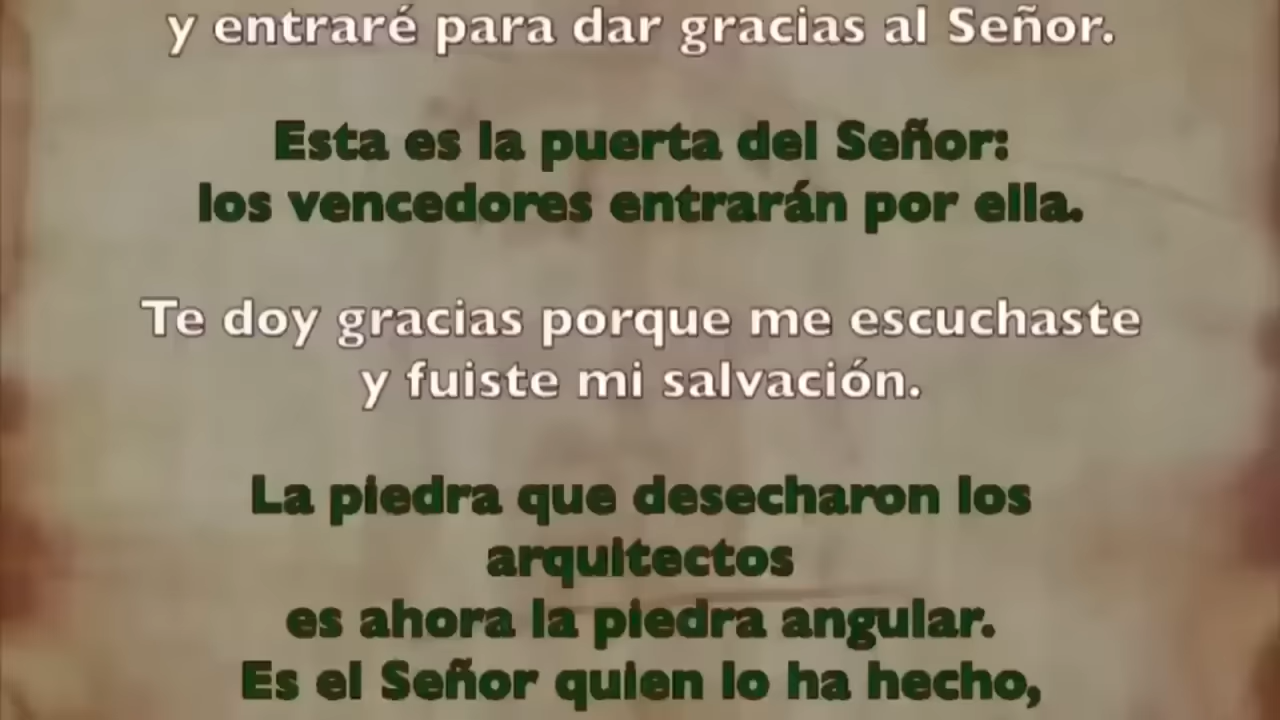 y entraré para dar gracias al Señor.
Esta es la puerta del Señor:
los vencedores entrarán por ella.
Te doy gracias porque me escuchaste
y fuiste mi salvación.
La piedra que desecharon los
arquitectos
es ahora la piedra angular.
Es el Señor quien lo ha hecho,